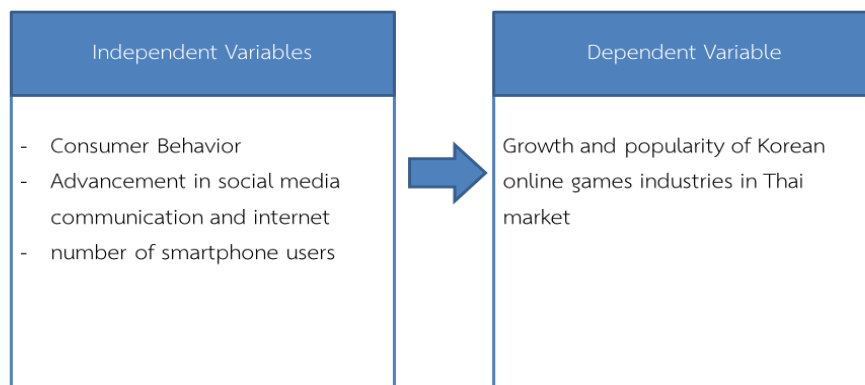 Independent Variables
- Consumer Behavior
- Advancement in social media
communication and internet
- number of smartphone users
Dependent Variable
Growth and popularity of Korean
online games industries in Thai
market